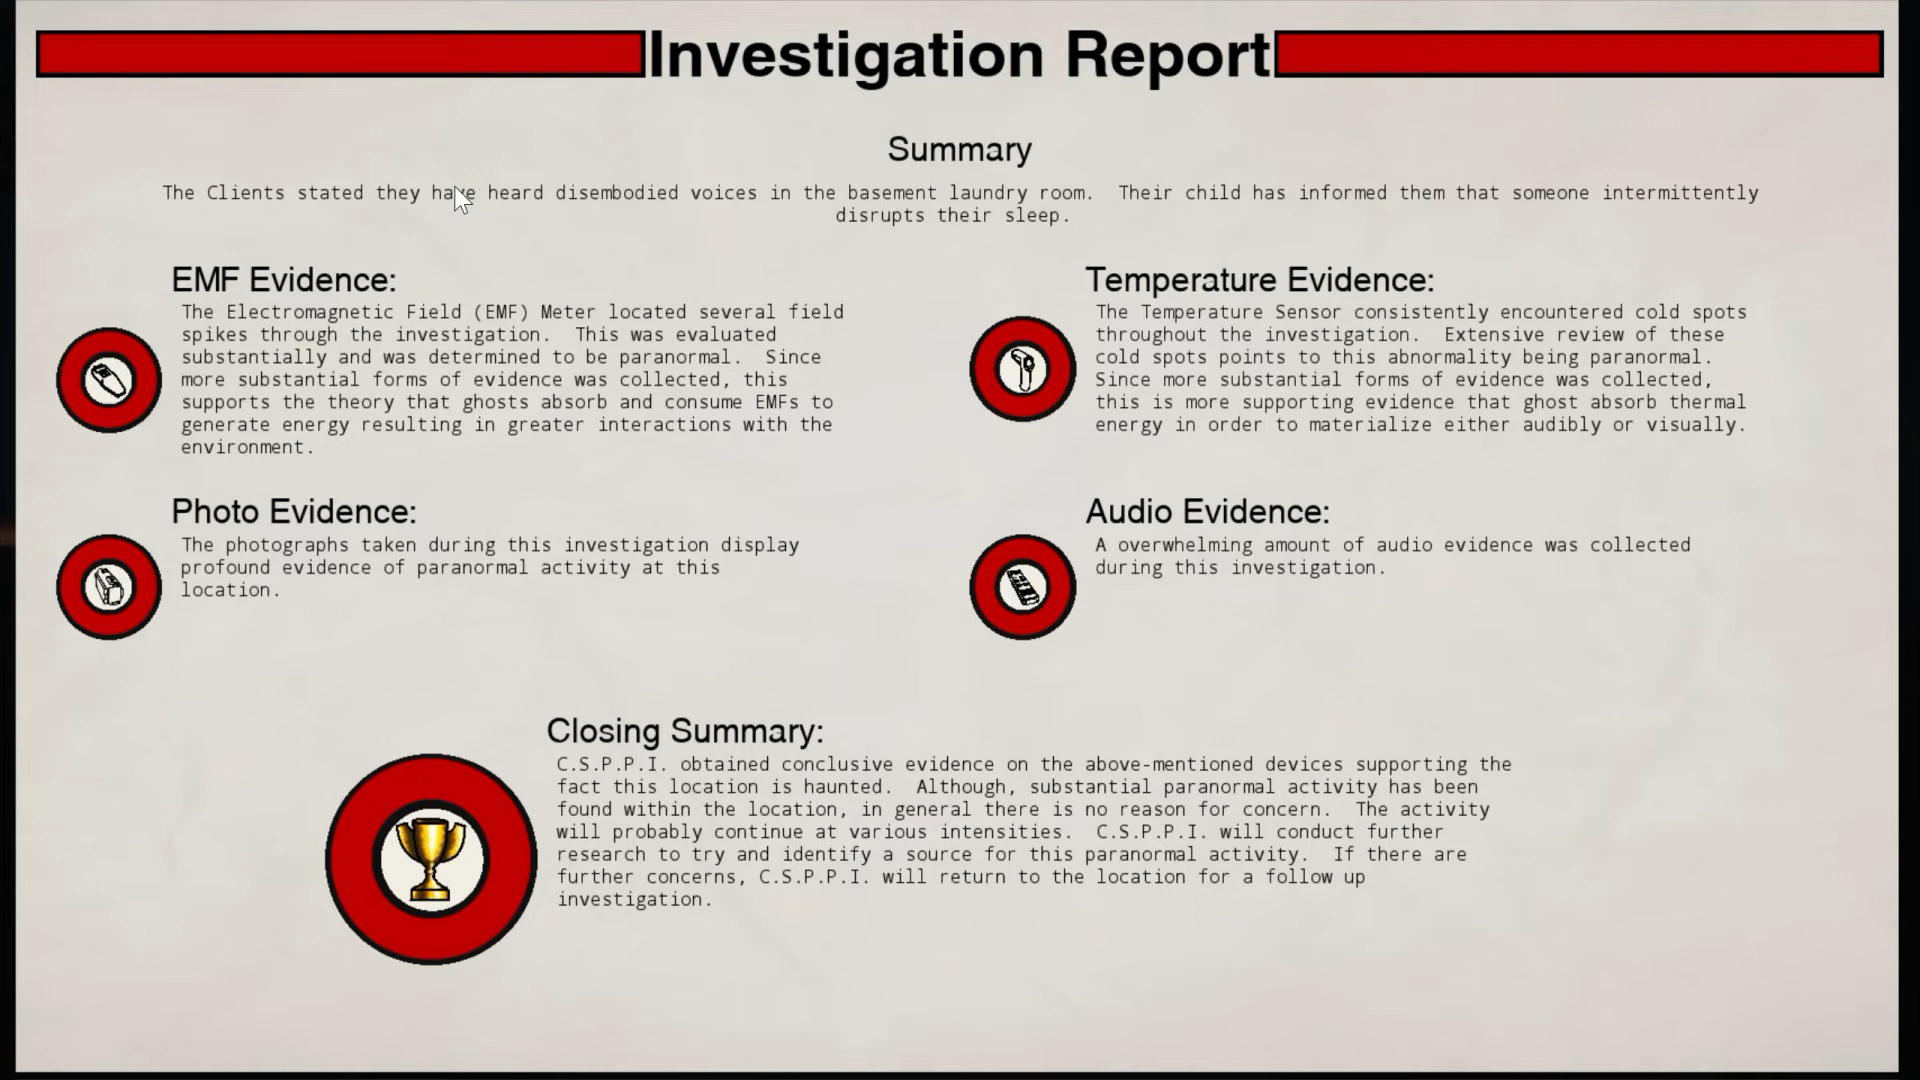 Investigation Report
Summary
The Clients stated they have heard disembodied voices in the basement laundry room.  Their child has informed them that someone intermittently
disrupts their sleep.
EMF Evidence:
The Electromagnetic Field (EMF) Meter located several field
spikes through the investigation.  This was evaluated
substantially and was determined to be paranormal.  Since
more substantial forms of evidence was collected, this
supports the theory that ghosts absorb and consume EMFs to
generate energy resulting in greater interactions with the
environment.
Temperature Evidence:
The Temperature Sensor consistently encountered cold spots
throughout the investigation.  Extensive review of these
cold spots points to this abnormality being paranormal.
Since more substantial forms of evidence was collected,
this is more supporting evidence that ghost absorb thermal
energy in order to materialize either audibly or visually.
Photo Evidence:
The photographs taken during this investigation display
profound evidence of paranormal activity at this
location.
Audio Evidence:
A overwhelming amount of audio evidence was collected
during this investigation.
Closing Summary:
C.S.P.P.I. obtained conclusive evidence on the above-mentioned devices supporting the
fact this location is haunted.  Although, substantial paranormal activity has been
found within the location, in general there is no reason for concern.  The activity
will probably continue at various intensities.  C.S.P.P.I. will conduct further
research to try and identify a source for this paranormal activity.  If there are
further concerns, C.S.P.P.I. will return to the location for a follow up
investigation.